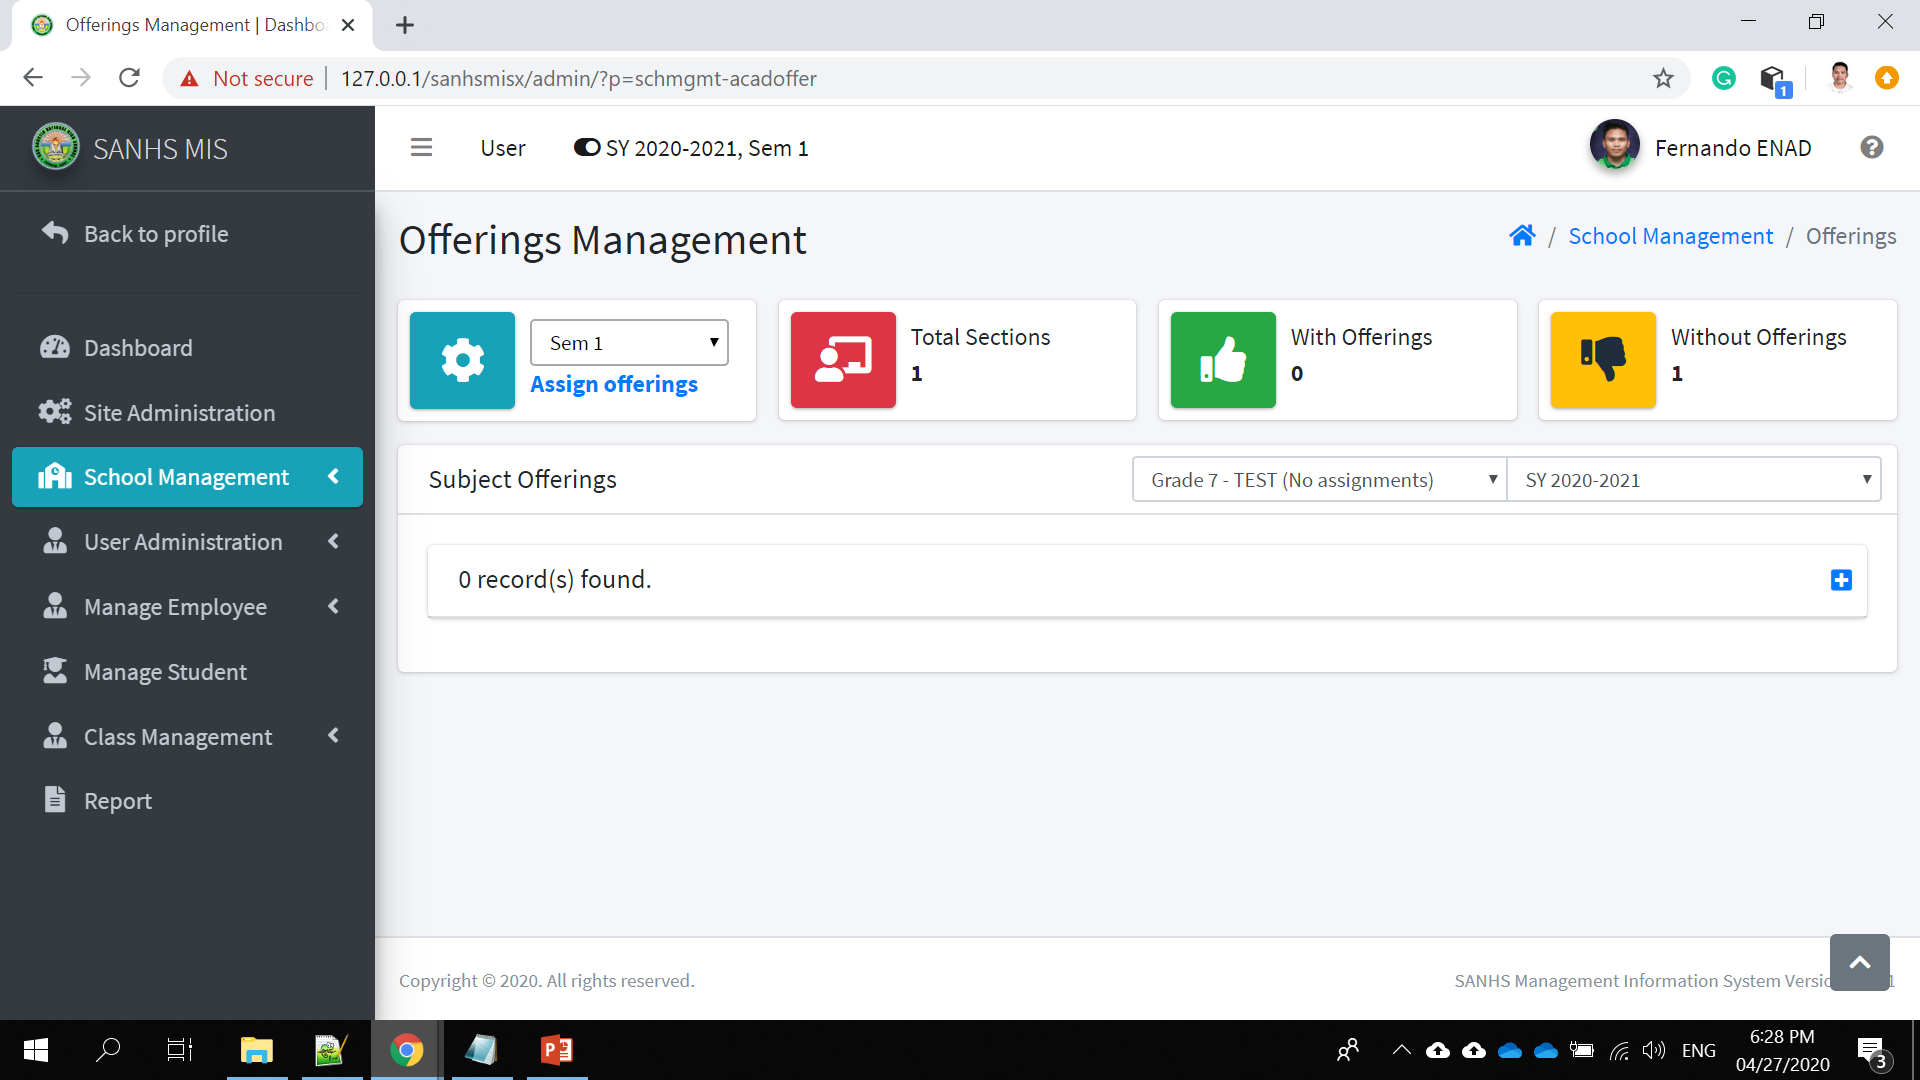 Offerings Management | Dashbo
Not secure
127.0.0.1/sanhsmisx/admin/?p=schmgmt-acadoffer
1
SANHS MIS
User
SY 2020-2021, Sem 1
Fernando ENAD
Back to profile
Dashboard
Site Administration
School Management
User Administration
Manage Employee
Manage Student
Class Management
Report
Offerings Management
/ School Management / Offerings
Sem 1
Assign offerings
Total Sections
1
With Offerings
0
Without Offerings
1
Subject Offerings
Grade 7 - TEST (No assignments)
SY 2020-2021
0 record(s) found.
Copyright © 2020. All rights reserved.
SANHS Management Information System Versic 1
ENG
6:28 PM
04/27/2020
3